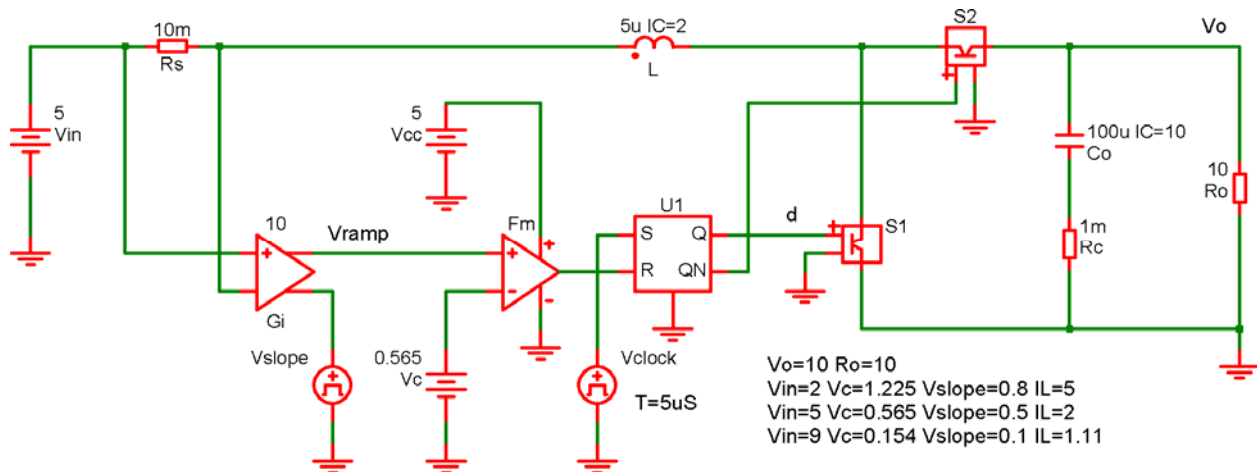 10m
Rs
5u IC=2
L
S2
Vo
5
Vin
5
Vcc
100u IC=10
Co
10
Ro
1m
Rc
10
+
-
Gi
Vramp
Fm
+
-
+
-
U1
S
Q
R
QN
d
+
S1
+
Vslope
+
0.565
Vc
Vclock
+
T=5uS
Vo=10 Ro=10
Vin=2 Vc=1.225 Vslope=0.8 IL=5
Vin=5 Vc=0.565 Vslope=0.5 IL=2
Vin=9 Vc=0.154 Vslope=0.1 IL=1.11